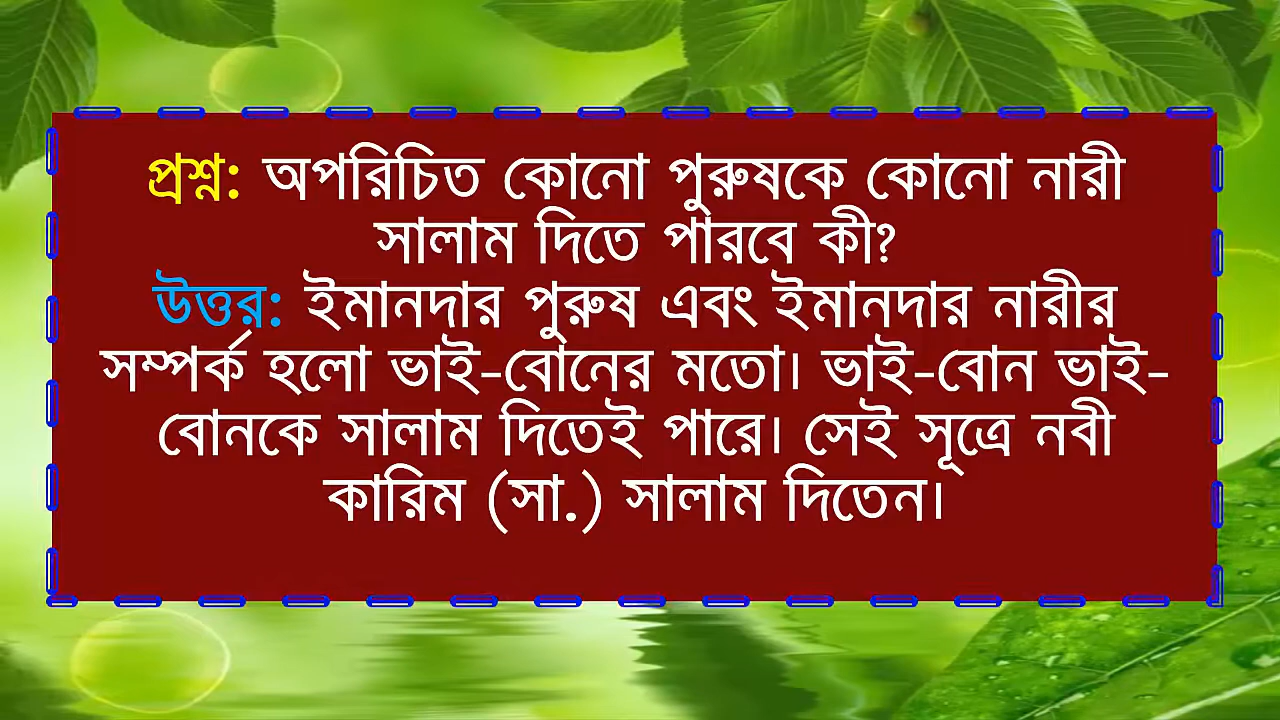 প্রশ্ন: অপরিচিত কোনো পুরুষকে কোনো নারী
সালাম দিতে পারবে কী?
উত্তর: ইমানদার পুরুষ এবং ইমানদার নারীর
সম্পর্ক হলো ভাই-বোনের মতো। ভাই-বোন ভাই-
বোনকে সালাম দিতেই পারে। সেই সূত্রে নবী
কারিম (সা.) সালাম দিতেন।